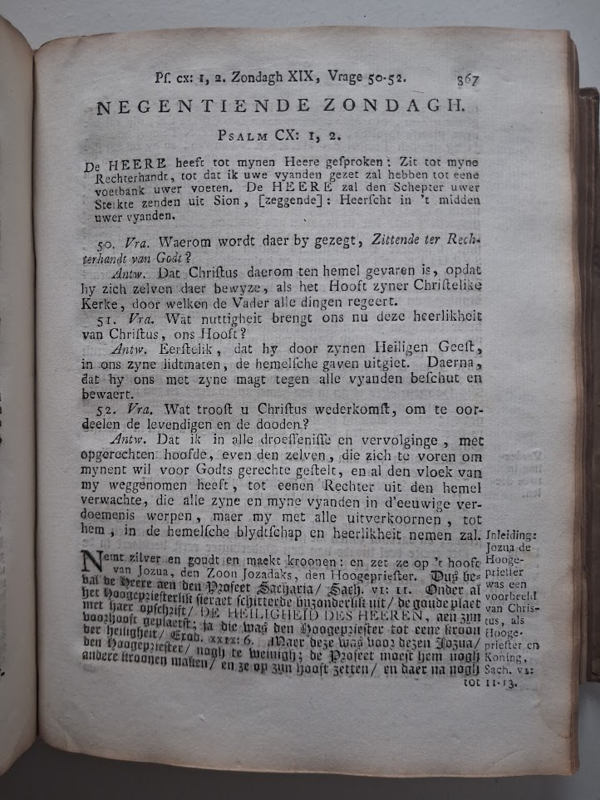 Pſ. cx: 1, 2. Zondagh XIX, Vrage 50-52. 367
NEGENTIENDE ZONDAGH.
PSALM CX: 1, 2.
De HEERE heeft tot mynen Heere geſproken: Zit tot myne
Rechterhandt, tot dat ik uwe vyanden gezet zal hebben tot eene
voetbank uwer voeten. De HEERE zal den Schepter uwer
Sterkte zenden uit Sion, [zeggende]: Heerſcht in 't midden
uwer vyanden.
50. Vra. Waerom wordt daer by gezegt, Zittende ter Rech-
terhandt van Godt?
Antw. Dat Chriſtus daerom ten hemel gevaren is, opdat
hy zich zelven daer bewyze, als het Hooft zyner Chriſtelike
Kerke, door welken de Vader alle dingen regeert.
51. Vra. Wat nuttigheit brengt ons nu deze heerlikheit
van Chriſtus, ons Hooft?
Antw. Eerſtelik, dat hy door zynen Heiligen Geeſt,
in ons zyne lidtmaten, de hemelſche gaven uitgiet. Daerna,
dat hy ons met zyne magt tegen alle vyanden beſchut en
bewaert.
52. Vra. Wat trooſt u Chriſtus wederkomſt, om te oor-
deelen de levendigen en de dooden?
Antw. Dat ik in alle droeffeniſſe en vervolginge, met
opgerechten hoofde, even den zelven, die zich te voren om
mynent wil voor Godts gerechte geſtelt, en al den vloek van
my weggenomen heeft, tot eenen Rechter uit den hemel
verwachte, die alle zyne en myne vyanden in d'eeuwige ver-
doemenis werpen, maer my met alle uitverkoornen, tot
hem, in de hemelſche blydtſchap en heerlikheit nemen zal.
Nemt zilver en goudt en maekt kroonen: en zet ze op 't hooft
van Jozua, den Zoon Jozadaks, den Hoogeprieſter. Dus be-
val de Heere aen den Profeet Sacharia/ Sach. VI: 11. Onder al
het Hoogeprieſterlik ſieraet ſchitterde bijzonderlik uit/ de goude plaet
met haer opſchrift/ DE HEILIGHEID DES HEEREN, aen zijn
voorhooft geplaetſt: ja die was den Hoogeprieſter tot eene kroon
der heiligheit/ Exod. XXIX: 6. Maer deze was voor dezen Jozua/
den Hoogeprieſter/ nogh te weinigh; de Profeet moeſt hem nogh
andere kroonen maken/ en ze op zijn hooft zetten/ en daer na nogh
tot
Inleiding:
Jozua de
Hooge-
prieſter
was een
voorbeeld
van Chris-
tus, als
Hooge-
prieſter en
Koning,
Sach. VI:
11-13.